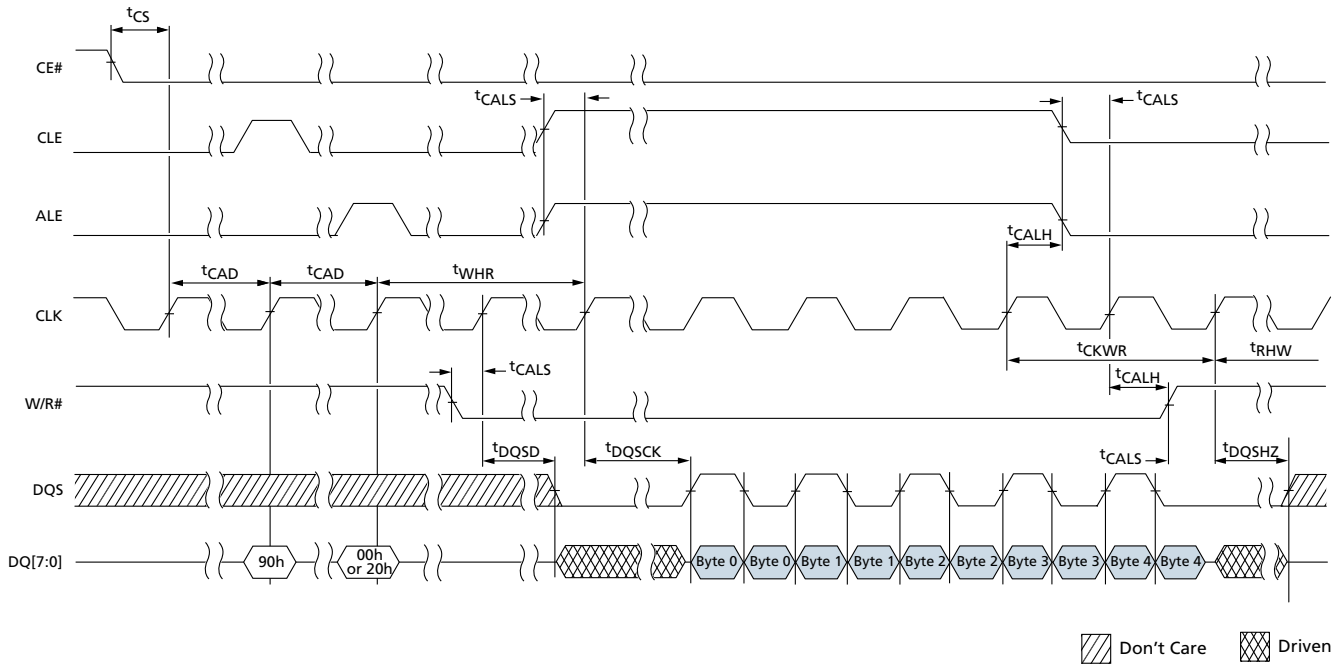 tCS
CE#
tCALS
tCALS
CLE
ALE
tCALH
tCAD
tCAD
tWHR
CLK
tCKWR
tRHW
tCALS
tCALH
W/R#
tDQSD
tDQSCK
tCALS
tDQSHZ
DQS
DQ[7:0]
90h
00h
or 20h
Byte 0
Byte 0
Byte 1
Byte 1
Byte 2
Byte 2
Byte 3
Byte 3
Byte 4
Byte 4
Don't Care
Driven